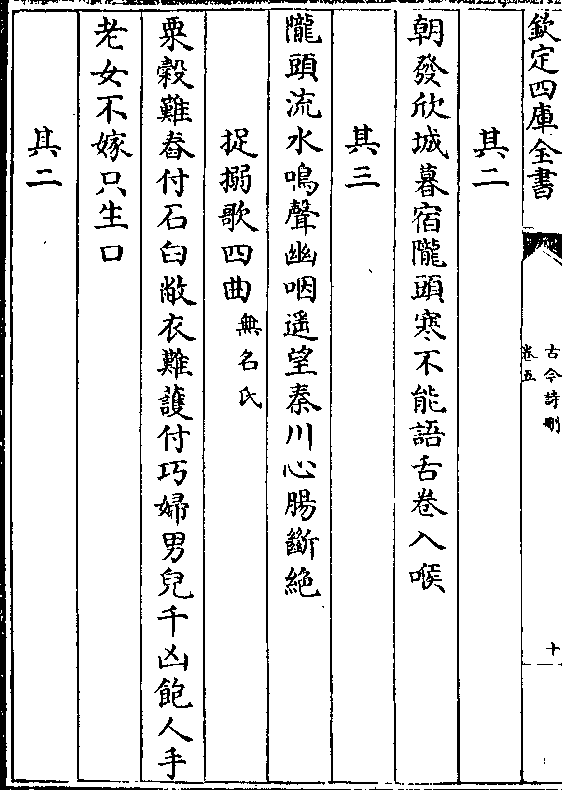 欽定四庫全書
古今詩刪
卷五
十
其二
朝發欣城暮宿隴頭寒不能語舌卷入喉
其三
隴頭流水鳴聲幽咽遥望秦川心腸斷絶
捉搦歌四曲無名氏
粟榖難舂付石臼敝衣難護付巧婦男兒千凶飽人手
老女不嫁只生口
其二